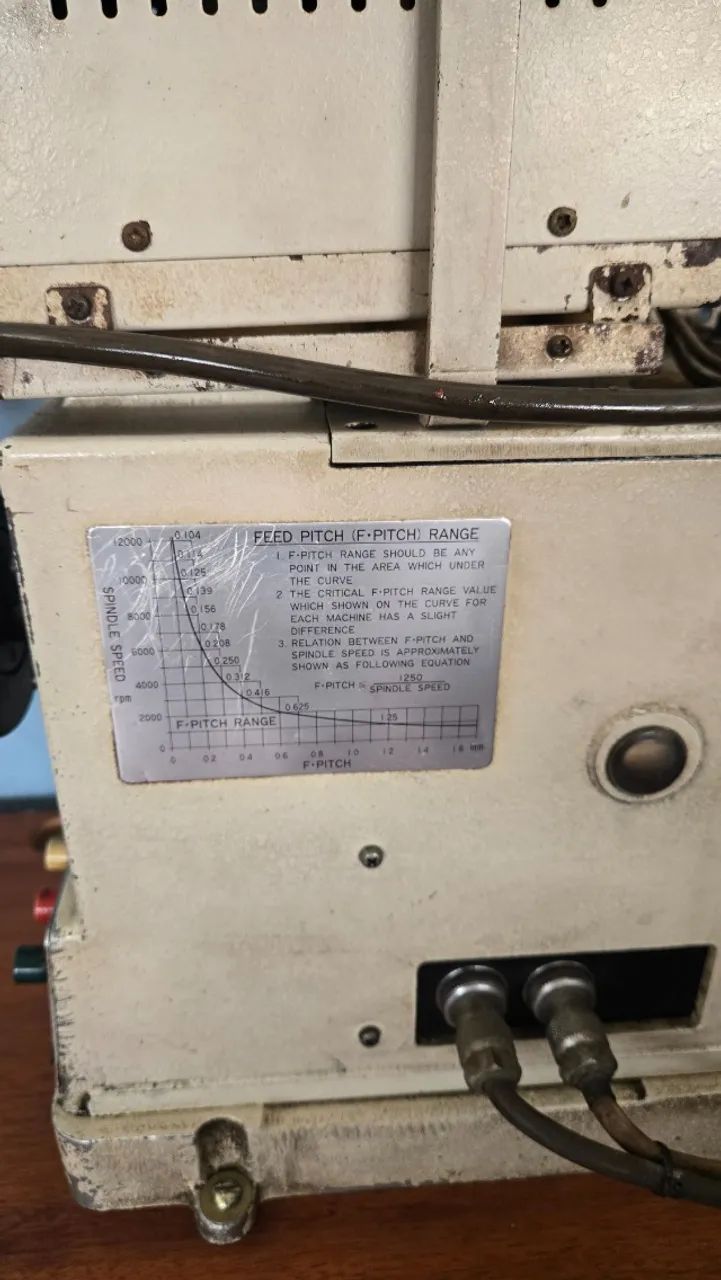 FEED PITCH (F·PITCH) RANGE
1. F·PITCH RANGE SHOULD BE ANY
POINT IN THE AREA WHICH UNDER
THE CURVE
2 THE CRITICAL F·PITCH RANGE VALUE
WHICH SHOWN ON THE CURVE FOR
EACH MACHINE HAS A SLIGHT
DIFFERENCE
3. RELATION BETWEEN F·PITCH AND
SPINDLE SPEED IS APPROXIMATELY
SHOWN AS FOLLOWING EQUATION
F·PITCH ≈ 1250
SPINDLE SPEED
SPINDLE SPEED
rpm
12000
10000
8000
6000
4000
2000
0
0.104
0.114
0.125
0.139
0.156
0.178
0.208
0.250
0.312
0.416
0.625
1.25
F·PITCH RANGE
0 0.2 0.4 0.6 0.8 1.0 1.2 1.4 1.6 mm
F·PITCH